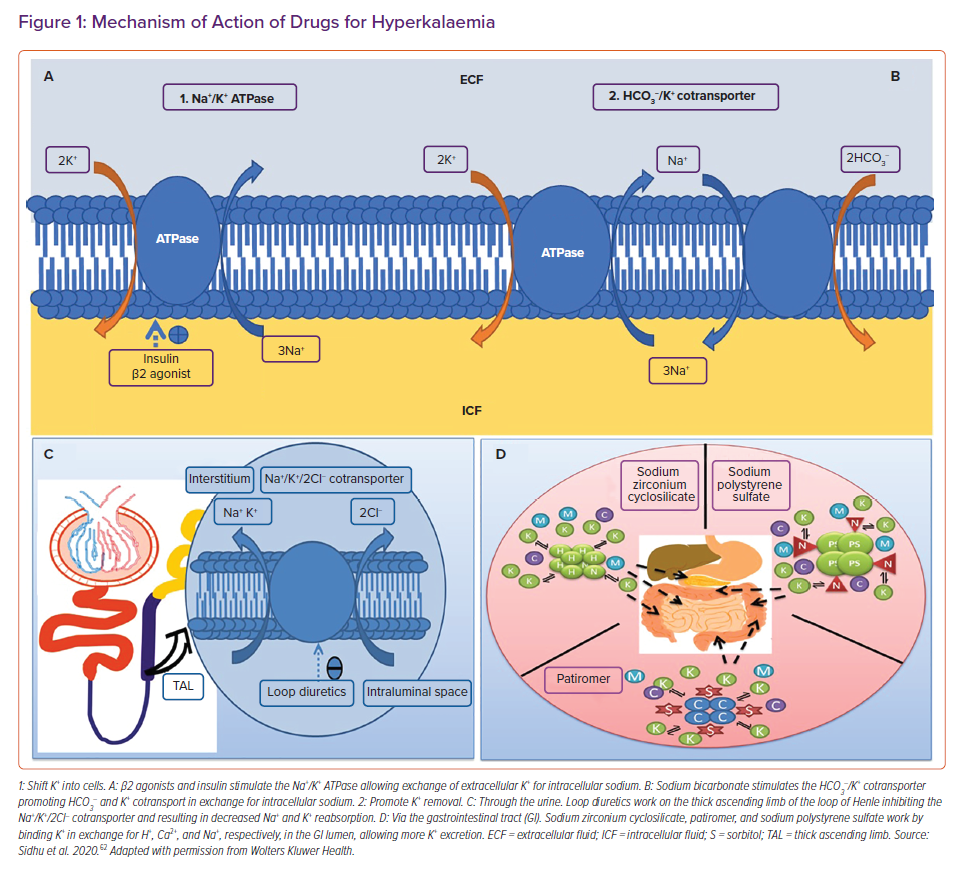 Figure 1: Mechanism of Action of Drugs for Hyperkalaemia
A
ECF
B
1. Na⁺/K⁺ ATPase
2. HCO₃⁻/K⁺ cotransporter
2K⁺
2K⁺
Na⁺
2HCO₃⁻
ATPase
ATPase
Insulin
β2 agonist
3Na⁺
3Na⁺
ICF
C
Interstitium
Na⁺/K⁺/2Cl⁻ cotransporter
Na⁺ K⁺
2Cl⁻
TAL
Loop diuretics
Intraluminal space
D
Sodium
zirconium
cyclosilicate
Sodium
polystyrene
sulfate
M
M
K
C
K
K
K
C
H
H
H
M
K
H
H
N
K
K
K
C
K
N
K
M
N
PS
PS
M
K
C
PS
PS
N
K
N
C
K
Patiromer
M
K
K
K
M
C
S
K
S
C
C
S
C
C
C
K
S
K
K
1: Shift K⁺ into cells. A: β2 agonists and insulin stimulate the Na⁺/K⁺ ATPase allowing exchange of extracellular K⁺ for intracellular sodium. B: Sodium bicarbonate stimulates the HCO₃⁻/K⁺ cotransporter
promoting HCO₃⁻ and K⁺ cotransport in exchange for intracellular sodium. 2: Promote K⁺ removal. C: Through the urine. Loop diuretics work on the thick ascending limb of the loop of Henle inhibiting the
Na⁺/K⁺/2Cl⁻ cotransporter and resulting in decreased Na⁺ and K⁺ reabsorption. D: Via the gastrointestinal tract (GI). Sodium zirconium cyclosilicate, patiromer, and sodium polystyrene sulfate work by
binding K⁺ in exchange for H⁺, Ca²⁺, and Na⁺, respectively, in the GI lumen, allowing more K⁺ excretion. ECF = extracellular fluid; ICF = intracellular fluid; S = sorbitol; TAL = thick ascending limb. Source:
Sidhu et al. 2020.⁶² Adapted with permission from Wolters Kluwer Health.